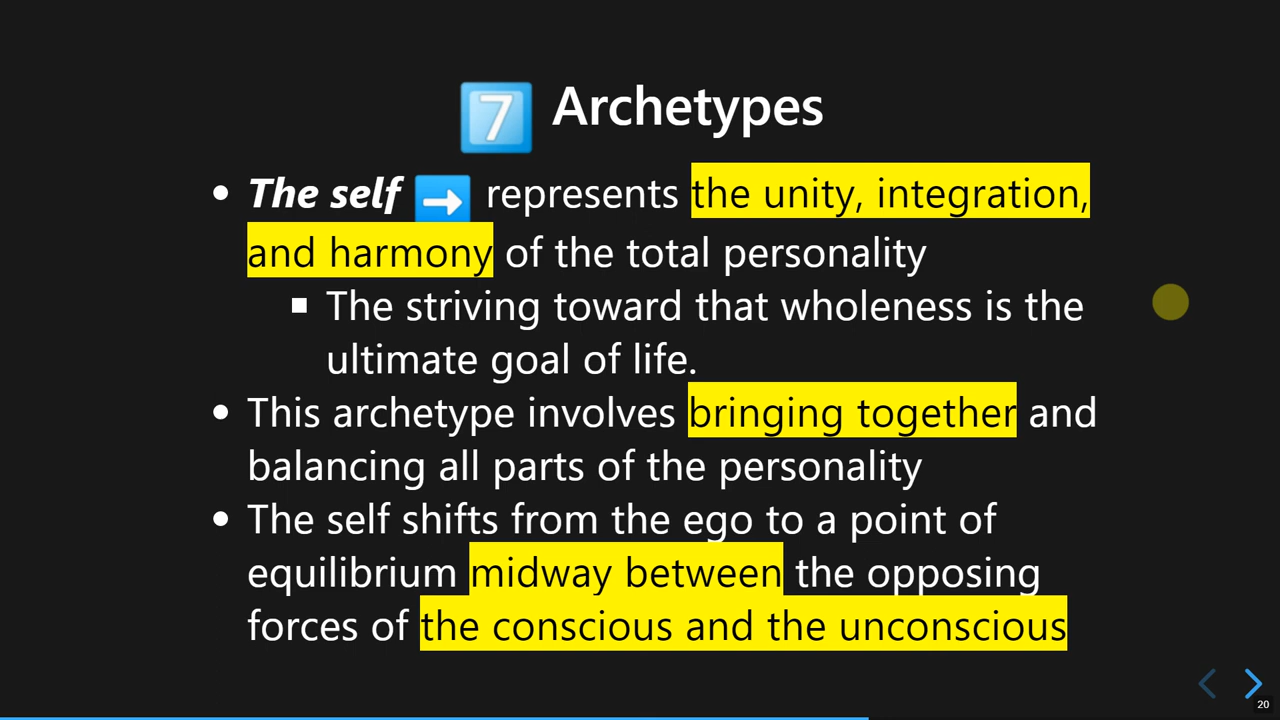 7 Archetypes
• The self ➡ represents the unity, integration,
and harmony of the total personality
▪ The striving toward that wholeness is the
ultimate goal of life.
• This archetype involves bringing together and
balancing all parts of the personality
• The self shifts from the ego to a point of
equilibrium midway between the opposing
forces of the conscious and the unconscious
20